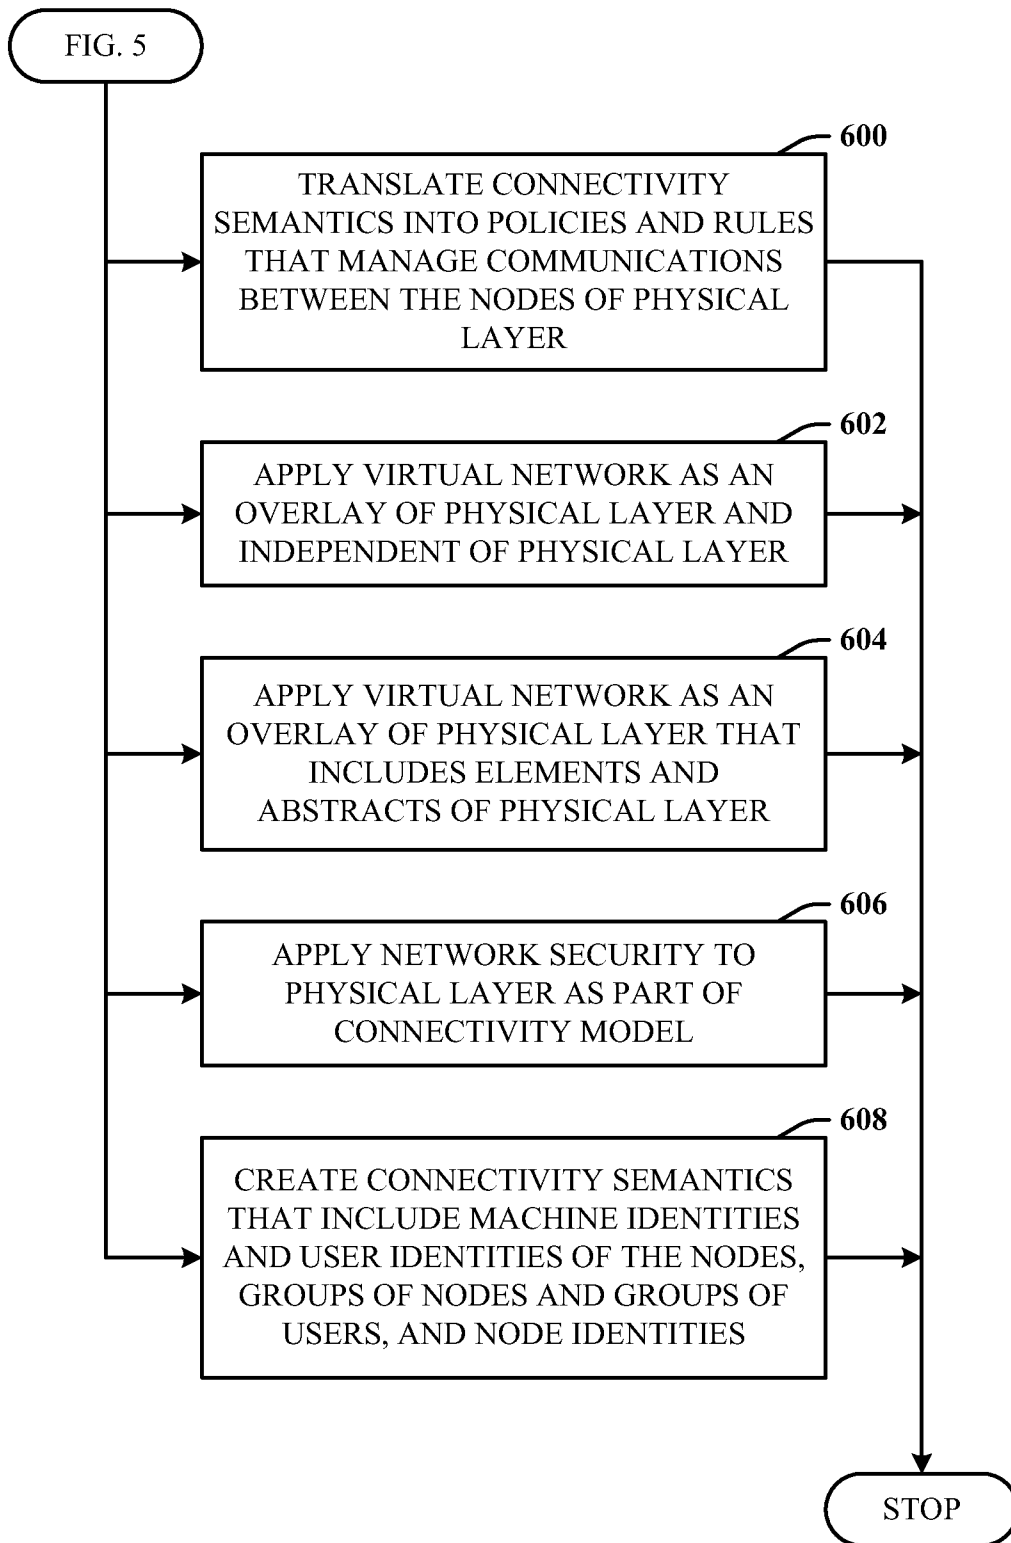 FIG. 5
600
TRANSLATE CONNECTIVITY
SEMANTICS INTO POLICIES AND RULES
THAT MANAGE COMMUNICATIONS
BETWEEN THE NODES OF PHYSICAL
LAYER
602
APPLY VIRTUAL NETWORK AS AN
OVERLAY OF PHYSICAL LAYER AND
INDEPENDENT OF PHYSICAL LAYER
604
APPLY VIRTUAL NETWORK AS AN
OVERLAY OF PHYSICAL LAYER THAT
INCLUDES ELEMENTS AND
ABSTRACTS OF PHYSICAL LAYER
606
APPLY NETWORK SECURITY TO
PHYSICAL LAYER AS PART OF
CONNECTIVITY MODEL
608
CREATE CONNECTIVITY SEMANTICS
THAT INCLUDE MACHINE IDENTITIES
AND USER IDENTITIES OF THE NODES,
GROUPS OF NODES AND GROUPS OF
USERS, AND NODE IDENTITIES
STOP